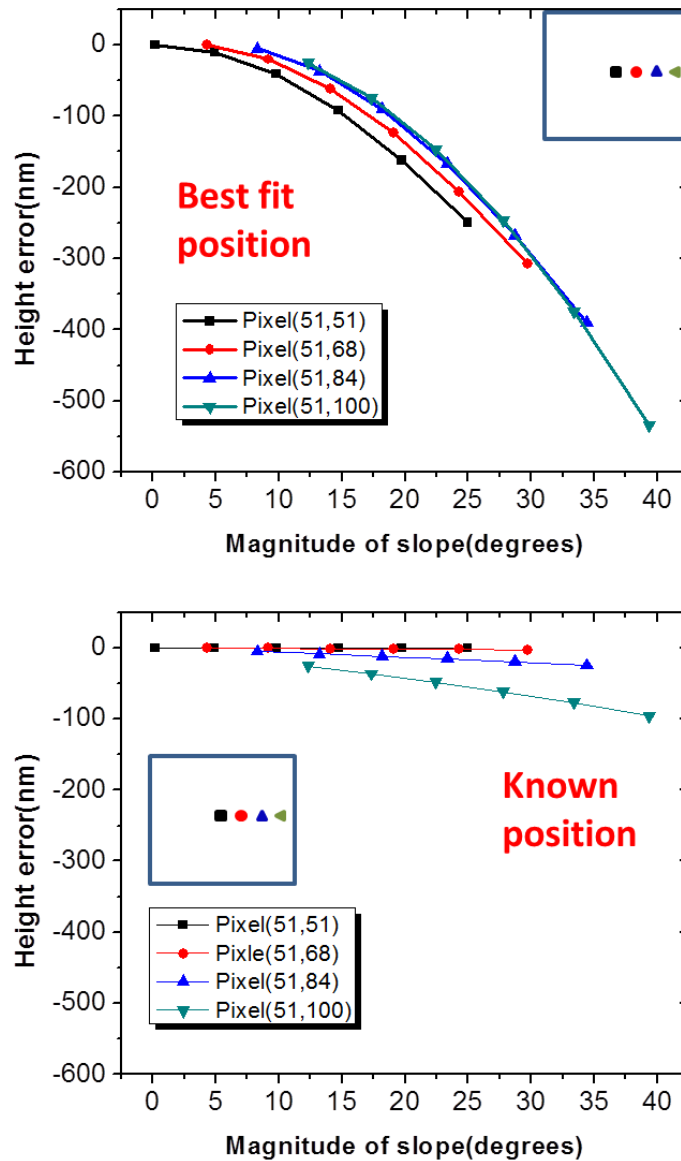 0
-100
-200
-300
-400
-500
-600
Height error(nm)
Best fit
position
Pixel(51,51)
Pixel(51,68)
Pixel(51,84)
Pixel(51,100)
0 5 10 15 20 25 30 35 40
Magnitude of slope(degrees)
0
-100
-200
-300
-400
-500
-600
Height error(nm)
Known
position
Pixel(51,51)
Pixle(51,68)
Pixel(51,84)
Pixel(51,100)
0 5 10 15 20 25 30 35 40
Magnitude of slope(degrees)